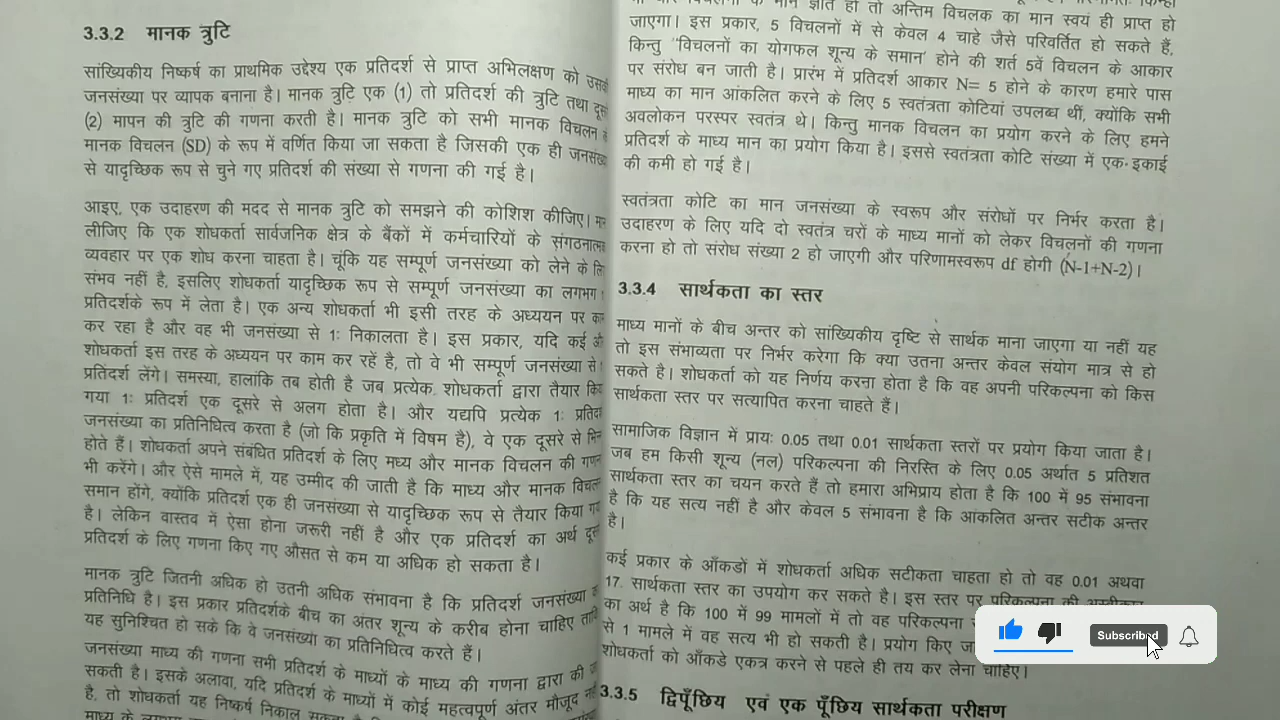 3.3.2 मानक त्रुटि
सांख्यिकीय निष्कर्ष का प्राथमिक उद्देश्य एक प्रतिदर्श से प्राप्त अभिलक्षण को उसकी
जनसंख्या पर व्यापक बनाना है। मानक त्रुटि एक (1) तो प्रतिदर्श की त्रुटि तथा दूसरे
(2) मापन की त्रुटि की गणना करती है। मानक त्रुटि को सभी मानक विचलन
मानक विचलन (SD) के रूप में वर्णित किया जा सकता है जिसकी एक ही जनसंख्या
से यादृच्छिक रूप से चुने गए प्रतिदर्श की संख्या से गणना की गई है।
आइए, एक उदाहरण की मदद से मानक त्रुटि को समझने की कोशिश कीजिए।
लीजिए कि एक शोधकर्ता सार्वजनिक क्षेत्र के बैंकों में कर्मचारियों के
व्यवहार पर एक शोध करना चाहता है। चूंकि यह सम्पूर्ण जनसंख्या को लेने के
संभव नहीं है, इसलिए शोधकर्ता यादृच्छिक रूप से सम्पूर्ण जनसंख्या का लगभग
प्रतिदर्शके रूप में लेता है। एक अन्य शोधकर्ता भी इसी तरह के अध्ययन पर
कर रहा है और वह भी जनसंख्या से 1ः निकालता है। इस प्रकार, यदि कई
शोधकर्ता इस तरह के अध्ययन पर काम कर रहें है, तो वे भी सम्पूर्ण जनसंख्या से
प्रतिदर्श लेंगे। समस्या, हालांकि तब होती है जब प्रत्येक शोधकर्ता द्वारा तैयार
गया 1ः प्रतिदर्श एक दूसरे से अलग होता है। और यद्यपि प्रत्येक 1ः
जनसंख्या का प्रतिनिधित्व करता है (जो कि प्रकृति में विषम है), वे एक दूसरे से
होते हैं। शोधकर्ता अपने संबंधित प्रतिदर्श के लिए मध्य और मानक विचलन की
भी करेंगे। और ऐसे मामले में, यह उम्मीद की जाती है कि माध्य और मानक
समान होंगे, क्योंकि प्रतिदर्श एक ही जनसंख्या से यादृच्छिक रूप से तैयार किया
है। लेकिन वास्तव में ऐसा होना जरूरी नहीं है और एक प्रतिदर्श का अर्थ
प्रतिदर्श के लिए गणना किए गए औसत से कम या अधिक हो सकता है।
मानक त्रुटि जितनी अधिक हो उतनी अधिक संभावना है कि प्रतिदर्श जनसंख्या
प्रतिनिधि है। इस प्रकार प्रतिदर्शके बीच का अंतर शून्य के करीब होना चाहिए
यह सुनिश्चित हो सके कि वे जनसंख्या का प्रतिनिधित्व करते हैं।
जनसंख्या माध्य की गणना सभी प्रतिदर्श के माध्यों के माध्य की गणना द्वारा की
सकती है। इसके अलावा, यदि प्रतिदर्श के माध्यों में कोई महत्वपूर्ण अंतर मौजूद
है, तो शोधकर्ता यह निष्कर्ष निकाल सकता है
माध्य के
के मान ज्ञात हो तो अन्तिम विचलक का मान स्वयं ही प्राप्त हो
जाएगा। इस प्रकार, 5 विचलनों में से केवल 4 चाहे जैसे परिवर्तित हो सकते हैं,
किन्तु "विचलनों का योगफल शून्य के समान' होने की शर्त 5वें विचलन के आकार
पर संरोध बन जाती है। प्रारंभ में प्रतिदर्श आकार N= 5 होने के कारण हमारे पास
माध्य का मान आंकलित करने के लिए 5 स्वतंत्रता कोटियां उपलब्ध थीं, क्योंकि सभी
अवलोकन परस्पर स्वतंत्र थे। किन्तु मानक विचलन का प्रयोग करने के लिए हमने
प्रतिदर्श के माध्य मान का प्रयोग किया है। इससे स्वतंत्रता कोटि संख्या में एक इकाई
की कमी हो गई है।
स्वतंत्रता कोटि का मान जनसंख्या के स्वरूप और संरोधों पर निर्भर करता है।
उदाहरण के लिए यदि दो स्वतंत्र चरों के माध्य मानों को लेकर विचलनों की गणना
करना हो तो संरोध संख्या 2 हो जाएगी और परिणामस्वरूप df होगी (N-1+N-2)।
3.3.4 सार्थकता का स्तर
माध्य मानों के बीच अन्तर को सांख्यिकीय दृष्टि से सार्थक माना जाएगा या नहीं यह
तो इस संभाव्यता पर निर्भर करेगा कि क्या उतना अन्तर केवल संयोग मात्र से हो
सकते है। शोधकर्ता को यह निर्णय करना होता है कि वह अपनी परिकल्पना को किस
सार्थकता स्तर पर सत्यापित करना चाहते हैं।
सामाजिक विज्ञान में प्रायः 0.05 तथा 0.01 सार्थकता स्तरों पर प्रयोग किया जाता है।
जब हम किसी शून्य (नल) परिकल्पना की निरस्ति के लिए 0.05 अर्थात 5 प्रतिशत
सार्थकता स्तर का चयन करते हैं तो हमारा अभिप्राय होता है कि 100 में 95 संभावना
है कि यह सत्य नहीं है और केवल 5 संभावना है कि आंकलित अन्तर सटीक अन्तर
है।
कई प्रकार के आँकडों में शोधकर्ता अधिक सटीकता चाहता हो तो वह 0.01 अथवा
17. सार्थकता स्तर का उपयोग कर सकते है। इस स्तर पर परिकल्पना की
का अर्थ है कि 100 में 99 मामलों में तो वह परिकल्पना
से 1 मामले में वह सत्य भी हो सकती है। प्रयोग किए
शोधकर्ता को आँकडे एकत्र करने से पहले ही तय कर लेना चाहिए।
3.3.5 द्विपूँछिय एवं एक पूँछिय सार्थकता परीक्षण
Subscribed